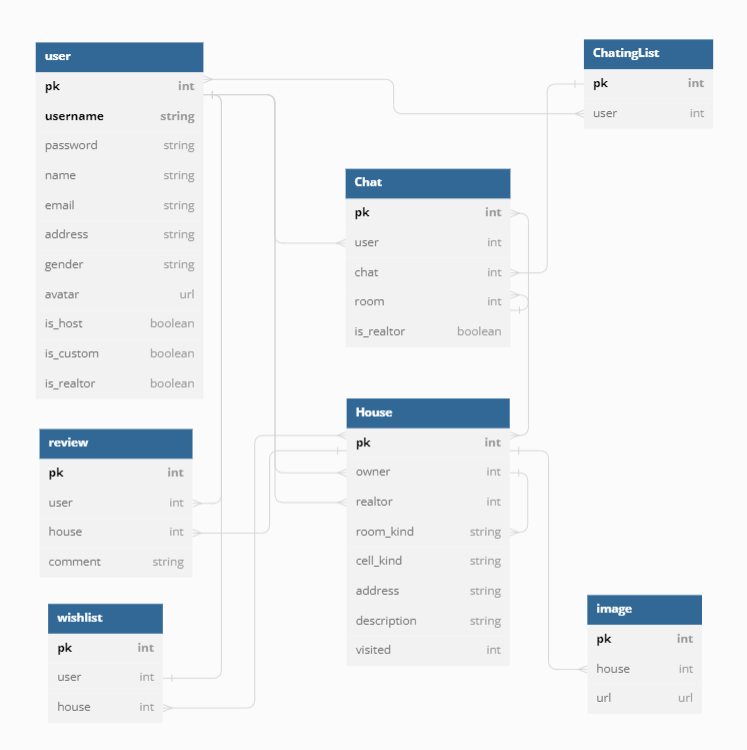 user
pk int
username string
password string
name string
email string
address string
gender string
avatar url
is_host boolean
is_custom boolean
is_realtor boolean
ChatingList
pk int
user int
Chat
pk int
user int
chat int
room int
is_realtor boolean
House
pk int
owner int
realtor int
room_kind string
cell_kind string
address string
description string
visited int
review
pk int
user int
house int
comment string
wishlist
pk int
user int
house int
image
pk int
house int
url url